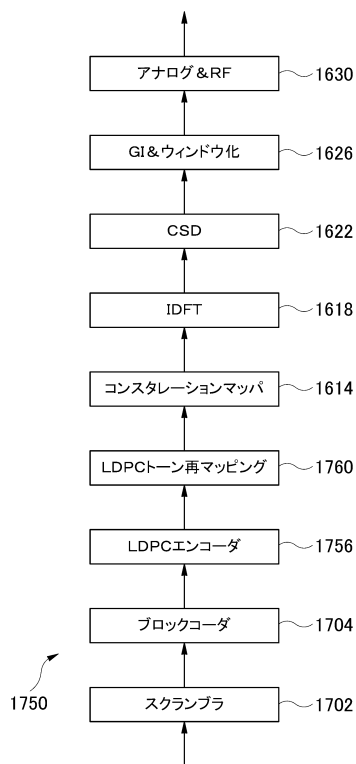 アナログ&RF
1630
GI&ウィンドウ化
1626
CSD
1622
IDFT
1618
コンスタレーションマッパ
1614
LDPCトーン再マッピング
1760
LDPCエンコーダ
1756
ブロックコーダ
1704
スクランブラ
1702
1750